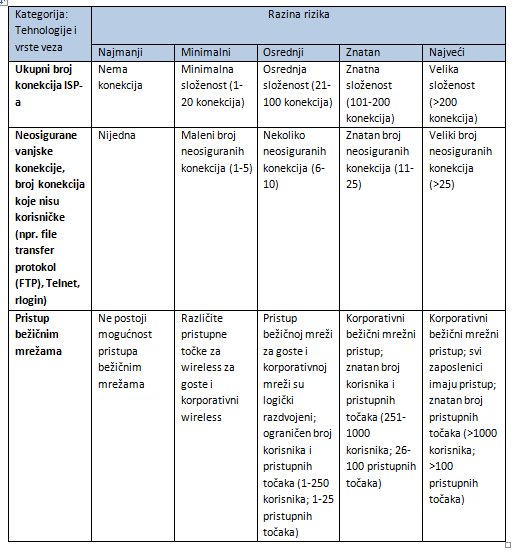 Kategorija:
Tehnologije i
vrste veza
Razina rizika
Najmanji
Minimalni
Osrednji
Znatan
Najveći
Ukupni broj
konekcija ISP-
a
Nema
konekcija
Minimalna
složenost (1-
20 konekcija)
Osrednja
složenost (21-
100 konekcija)
Znatna
složenost
(101-200
konekcija)
Velika
složenost
(>200
konekcija)
Neosigurane
vanjske
konekcije,
broj konekcija
koje nisu
korisničke
(npr. file
transfer
protokol
(FTP), Telnet,
rlogin)
Nijedna
Maleni broj
neosiguranih
konekcija (1-5)
Nekoliko
neosiguranih
konekcija (6-
10)
Znatan broj
neosiguranih
konekcija (11-
25)
Veliki broj
neosiguranih
konekcija
(>25)
Pristup
bežičnim
mrežama
Ne postoji
mogućnost
pristupa
bežičnim
mrežama
Različite
pristupne
točke za
wireless za
goste i
korporativni
wireless
Pristup
bežičnoj mreži
za goste i
korporativnoj
mreži su
logički
razdvojeni;
ograničen broj
korisnika i
pristupnih
točaka (1-250
korisnika; 1-25
pristupnih
točaka)
Korporativni
bežični mrežni
pristup;
znatan broj
korisnika i
pristupnih
točaka (251-
1000
korisnika; 26-
100 pristupnih
točaka)
Korporativni
bežični mrežni
pristup; svi
zaposlenici
imaju pristup;
znatan broj
pristupnih
točaka (>1000
korisnika;
>100
pristupnih
točaka)